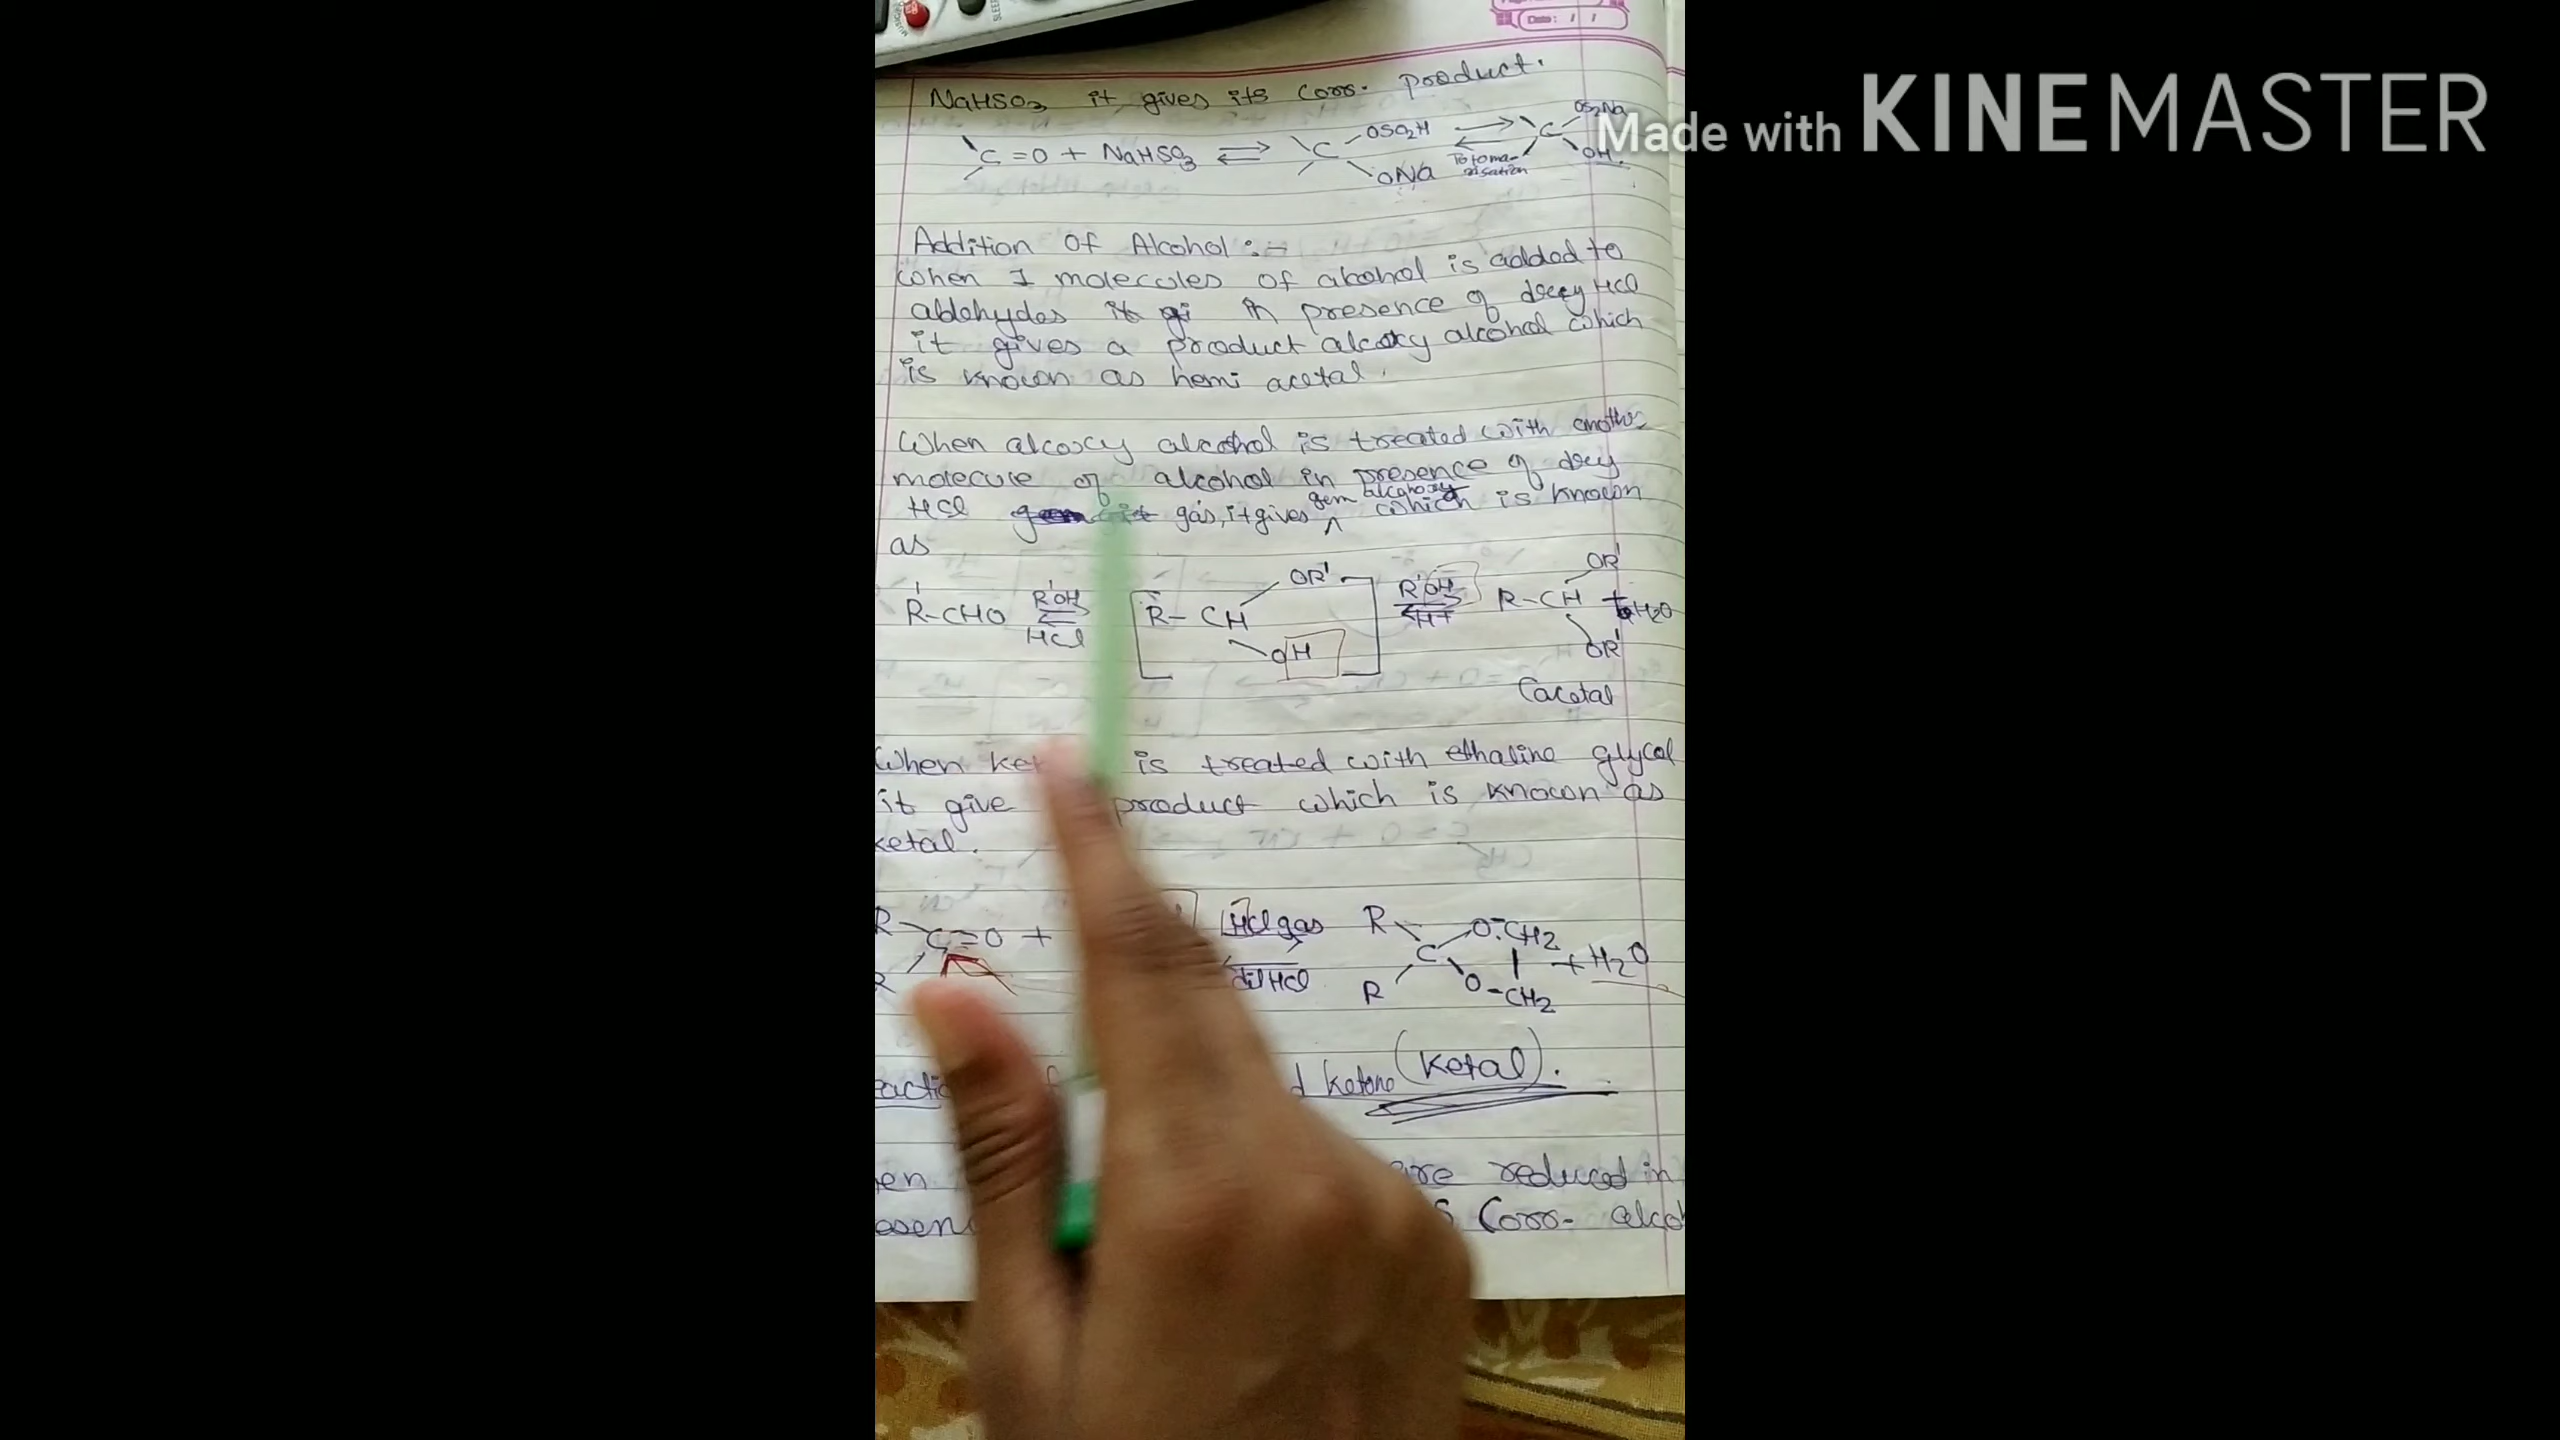 Date: / /
NaHSO3 it gives its Corr. product.
C=O + NaHSO3 ⇌ C OSO2H ONa ⇌ Totomarisation C OS2Na OH.
Made with KINEMASTER
Addition Of Alcohol :-
When 1 molecules of alcohol is added to
aldehydes it gi in presence of dry HCl
it gives a product alcoxy alcohol which
is known as hemi acetal.
When alcoxy alcohol is treated with another
molecule of alcohol in presence of dry
HCl gas, it gives gem which is known
as
R-CHO R'OH ⇌ HCl [R-CH OR' OH] R'OH ⇌ H+ R-CH OR' OR' + H2O
(acetal
When is treated with ethaline glycol
it give product which is known as
ketal.
R R C=O + HCl gas dil HCl R R C O-CH2 O-CH2 + H2O
ketone (Ketal).
are reduced in
Corr-